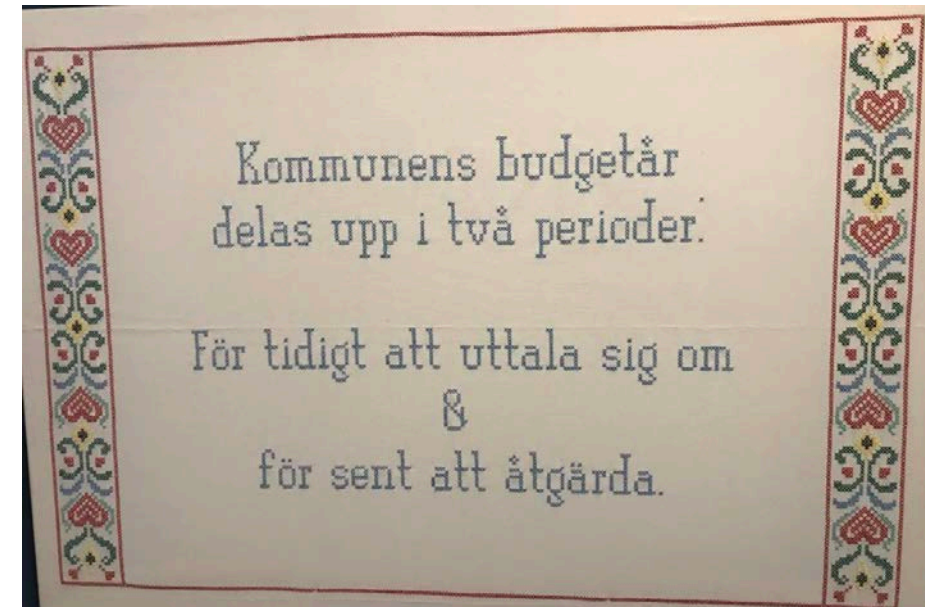 Kommunens budgetår
delas upp i två perioder.
För tidigt att uttala sig om
&
för sent att åtgärda.